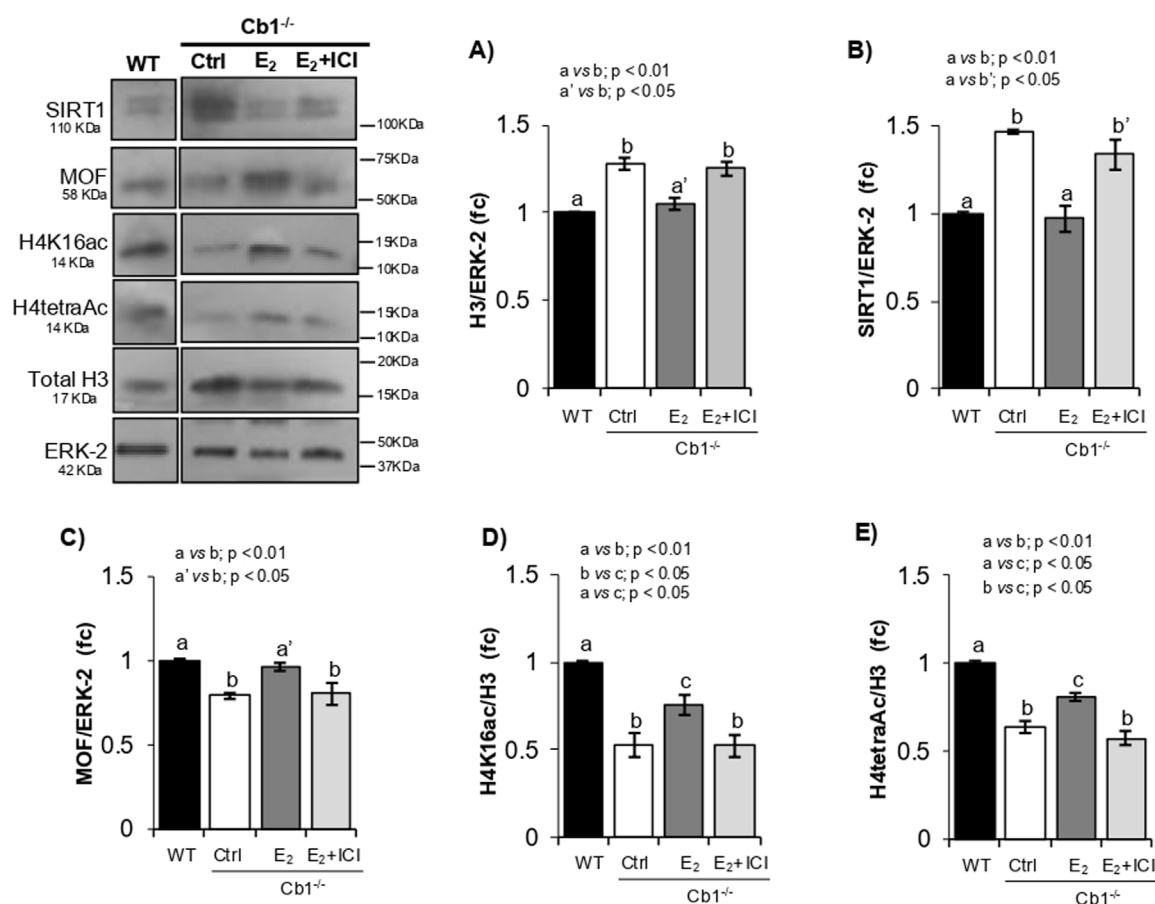 Cb1-/-
WT Ctrl E2 E2+ICI
SIRT1
110 KDa
100KDa
MOF
58 KDa
75KDa
50KDa
H4K16ac
14 KDa
15KDa
10KDa
H4tetraAc
14 KDa
15KDa
10KDa
Total H3
17 KDa
20KDa
15KDa
ERK-2
42 KDa
50KDa
37KDa
A)
a vs b; p < 0.01
a' vs b; p < 0.05
H3/ERK-2 (fc)
1.5
1
0.5
0
a b a' b
WT Ctrl E2 E2+ICI
Cb1-/-
B)
a vs b; p < 0.01
a vs b'; p < 0.05
SIRT1/ERK-2 (fc)
1.5
1
0.5
0
a b a b'
WT Ctrl E2 E2+ICI
Cb1-/-
C)
a vs b; p < 0.01
a' vs b; p < 0.05
MOF/ERK-2 (fc)
1.5
1
0.5
0
a b a' b
WT Ctrl E2 E2+ICI
Cb1-/-
D)
a vs b; p < 0.01
b vs c; p < 0.05
a vs c; p < 0.05
H4K16ac/H3 (fc)
1.5
1
0.5
0
a b c b
WT Ctrl E2 E2+ICI
Cb1-/-
E)
a vs b; p < 0.01
a vs c; p < 0.05
b vs c; p < 0.05
H4tetraAc/H3 (fc)
1.5
1
0.5
0
a b c b
WT Ctrl E2 E2+ICI
Cb1-/-